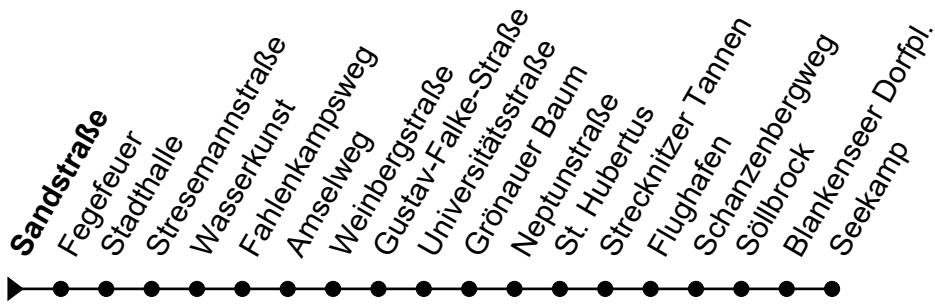 Sandstraße
Fegefeuer
Stadthalle
Stresemannstraße
Wasserkunst
Fahlenkampsweg
Amselweg
Weinbergstraße
Gustav-Falke-Straße
Universitätsstraße
Grönauer Baum
Neptunstraße
St. Hubertus
Strecknitzer Tannen
Flughafen
Schanzenbergweg
Söllbrock
Blankenseer Dorfpl.
Seekamp